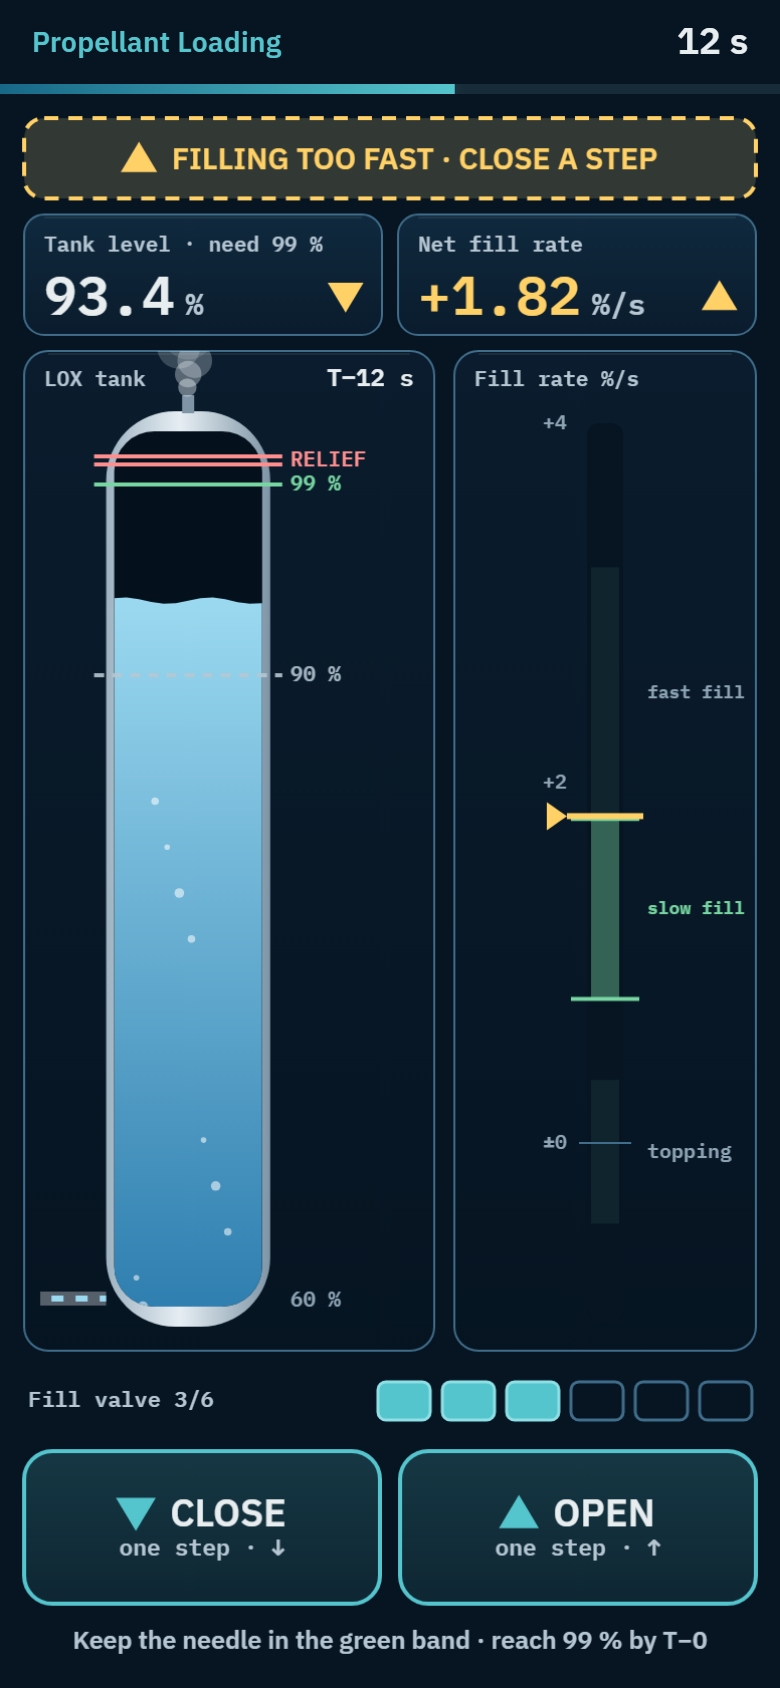 Propellant Loading
12 s
FILLING TOO FAST · CLOSE A STEP
Tank level · need 99 %
93.4 %
Net fill rate
+1.82 %/s
LOX tank
T−12 s
RELIEF
99 %
90 %
60 %
Fill rate %/s
+4
fast fill
+2
slow fill
±0
topping
Fill valve 3/6
▼ CLOSE
one step · ↓
▲ OPEN
one step · ↑
Keep the needle in the green band · reach 99 % by T−0